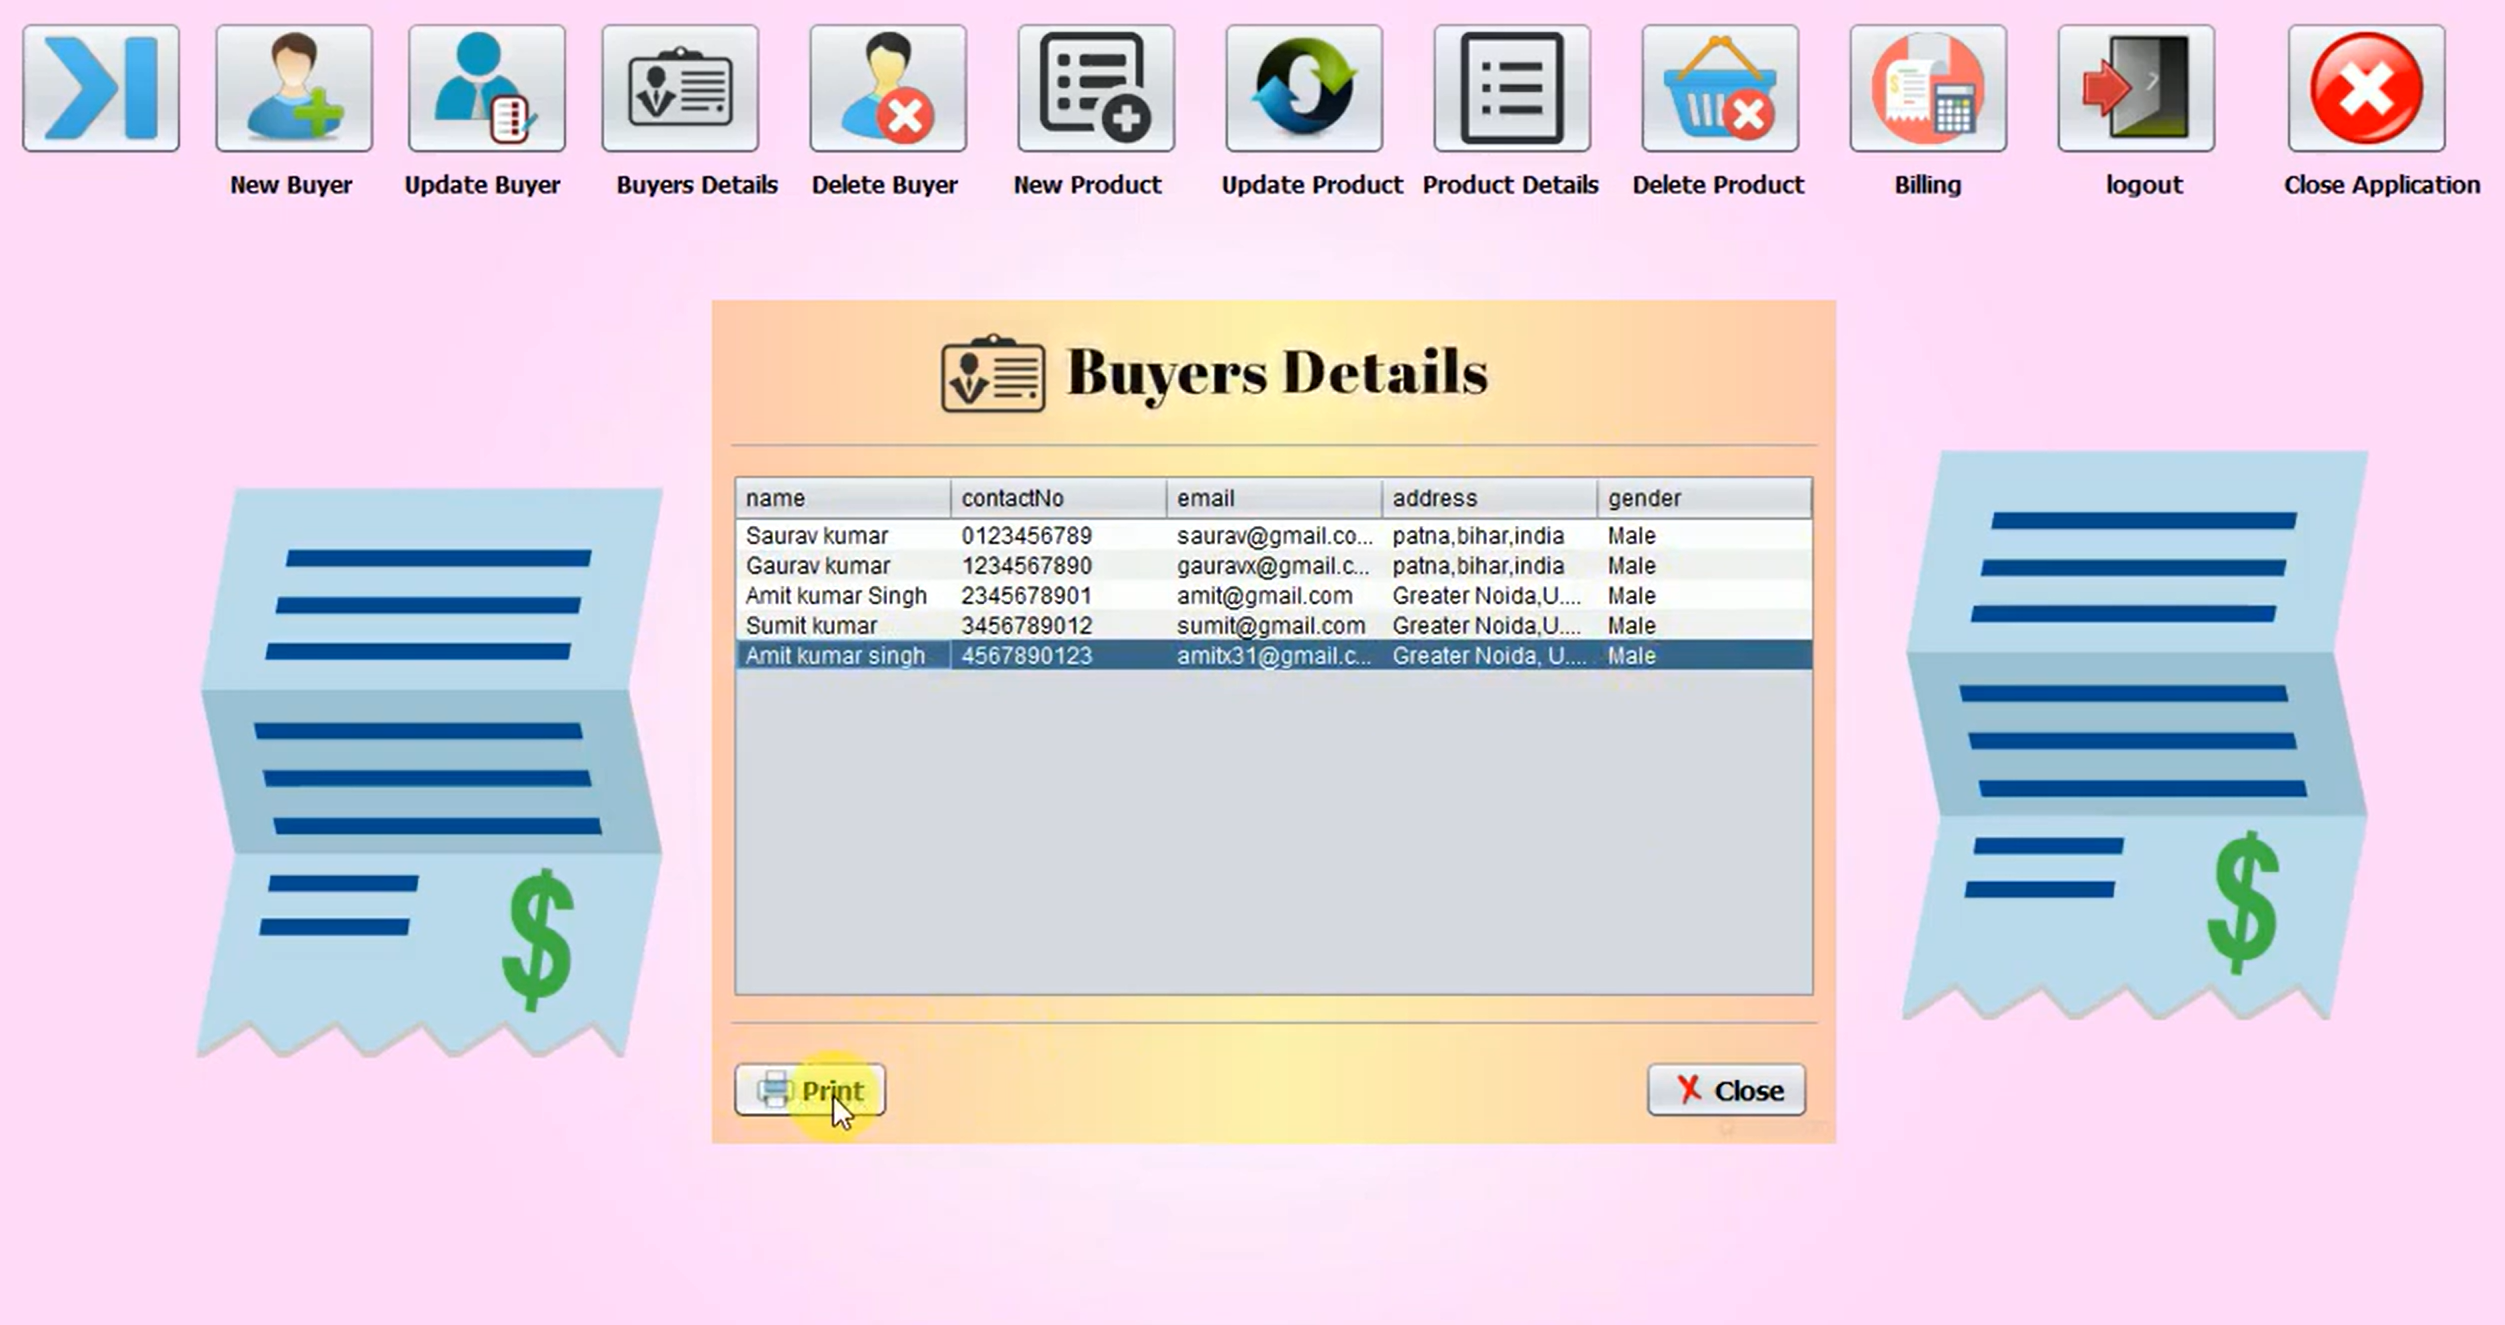 New Buyer Update Buyer Buyers Details Delete Buyer New Product Update Product Product Details Delete Product Billing logout Close Application
Buyers Details
name contactNo email address gender
Saurav kumar 0123456789 saurav@gmail.co... patna,bihar,india Male
Gaurav kumar 1234567890 gauravx@gmail.c... patna,bihar,india Male
Amit kumar Singh 2345678901 amit@gmail.com Greater Noida,U.... Male
Sumit kumar 3456789012 sumit@gmail.com Greater Noida,U.... Male
Amit kumar singh 4567890123 amitx31@gmail.c... Greater Noida, U.... Male
Print Close